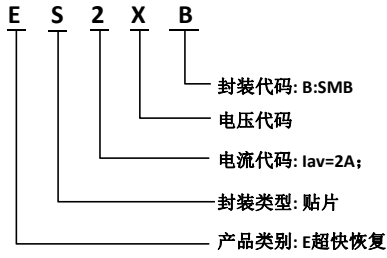 E S 2 X B
封装代码: B:SMB
电压代码
电流代码: Iav=2A;
封装类型: 贴片
产品类别: E超快恢复